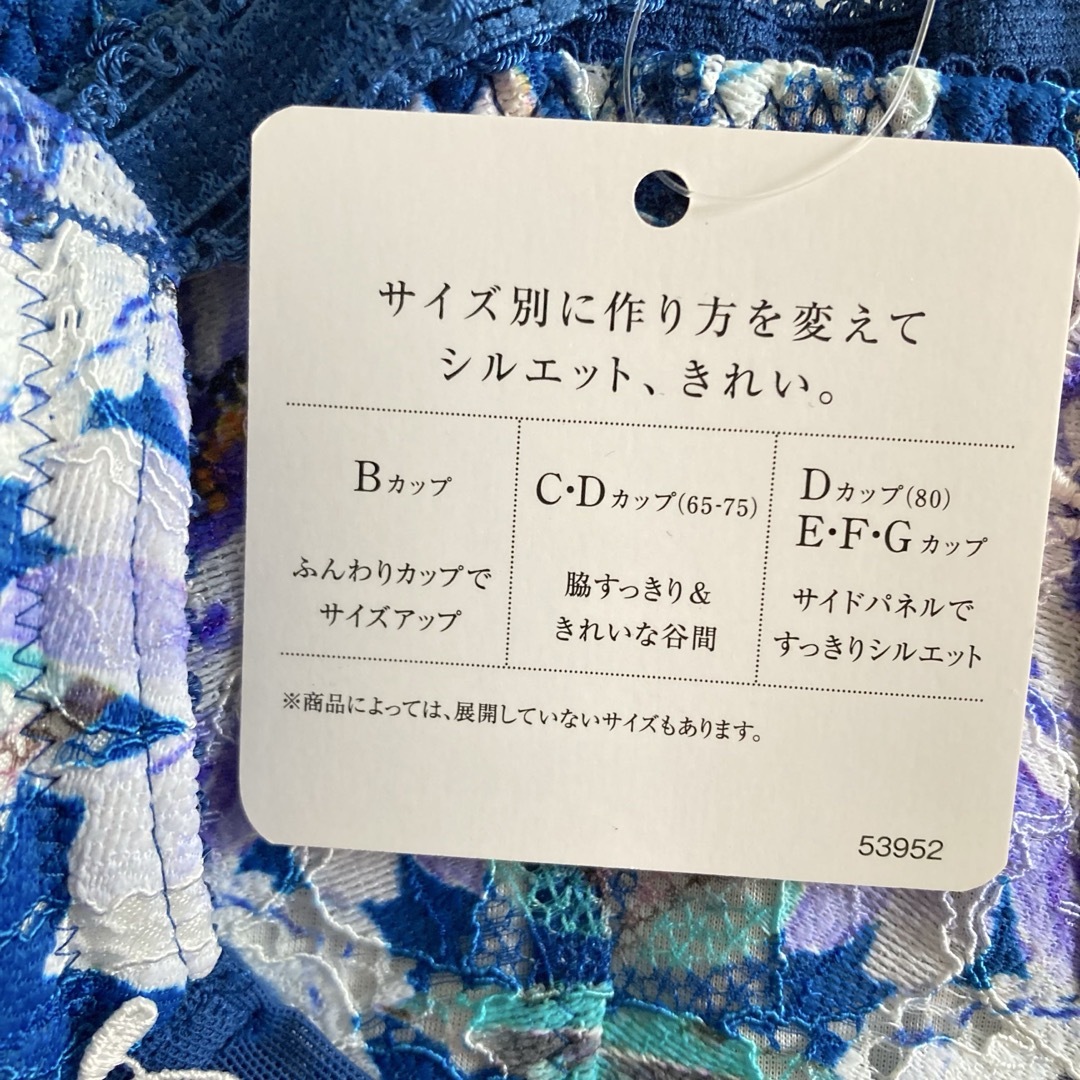 サイズ別に作り方を変えて
シルエット、きれい。
Bカップ
ふんわりカップで
サイズアップ
C・Dカップ(65-75)
脇すっきり&
きれいな谷間
Dカップ(80)
E・F・Gカップ
サイドパネルで
すっきりシルエット
※商品によっては、展開していないサイズもあります。
53952